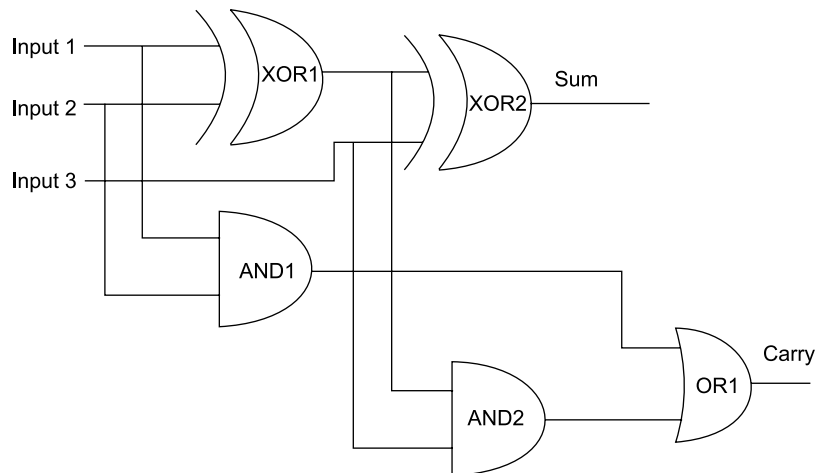 Input 1
XOR1
Sum
Input 2
XOR2
Input 3
AND1
Carry
OR1
AND2